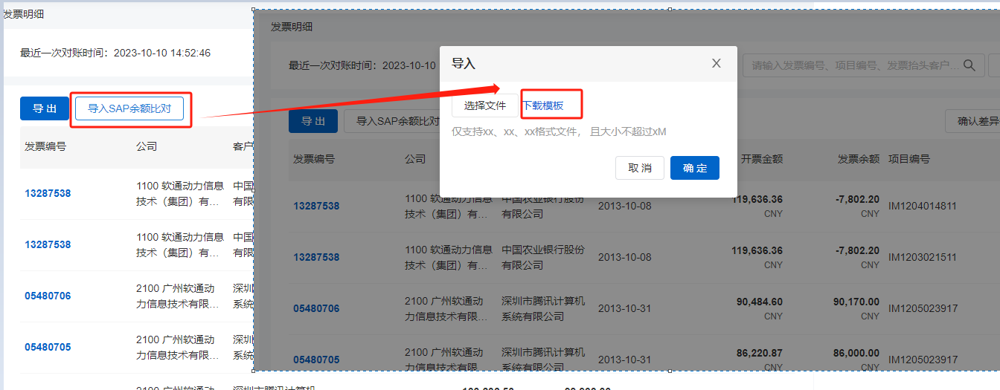 发票明细
最近一次对账时间：2023-10-10 14:52:46
导 出
导入SAP余额比对
发票编号 公司 客户
13287538 1100 软通动力信息 中国
技术（集团）有... 有限
13287538 1100 软通动力信息 中国
技术（集团）有... 有限
05480706 2100 广州软通动 深圳
力信息技术有限... 系统
05480705 2100 广州软通动 深圳
力信息技术有限... 系统
发票明细
最近一次对账时间：2023-10-10
请输入发票编号、项目编号、发票抬头客户...
导 出
导入SAP余额比对
确认差异
导入
X
选择文件
下载模板
仅支持xx、xx、xx格式文件， 且大小不超过xM
取 消
确 定
发票编号 公司 开票金额 发票余额 项目编号
13287538 1100 软通动力信息 中国农业银行股份 2013-10-08 119,636.36 -7,802.20 IM1204014811
技术（集团）有... 有限公司 CNY CNY
13287538 1100 软通动力信息 中国农业银行股份 2013-10-08 119,636.36 -7,802.20 IM1203021511
技术（集团）有... 有限公司 CNY CNY
05480706 2100 广州软通动 深圳市腾讯计算机 2013-10-31 90,484.60 90,170.00 IM1205023917
力信息技术有限... 系统有限公司 CNY CNY
05480705 2100 广州软通动 深圳市腾讯计算机 2013-10-31 86,220.87 86,000.00 IM1205023917
力信息技术有限... 系统有限公司 CNY CNY
2100 广州软通动 深圳市腾讯计算机